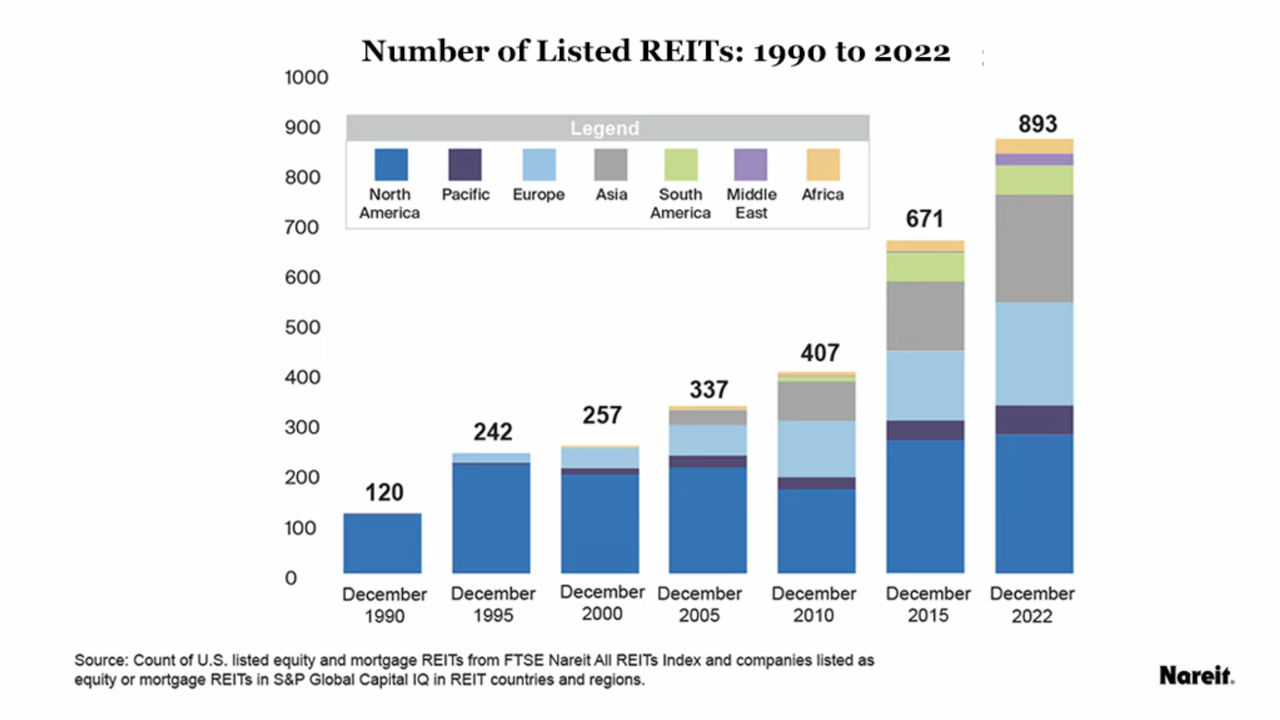 Number of Listed REITs: 1990 to 2022
1000
900
800
700
600
500
400
300
200
100
0
Legend
North America
Pacific
Europe
Asia
South America
Middle East
Africa
120
242
257
337
407
671
893
December 1990
December 1995
December 2000
December 2005
December 2010
December 2015
December 2022
Source: Count of U.S. listed equity and mortgage REITs from FTSE Nareit All REITs Index and companies listed as
equity or mortgage REITs in S&P Global Capital IQ in REIT countries and regions.
Nareit®